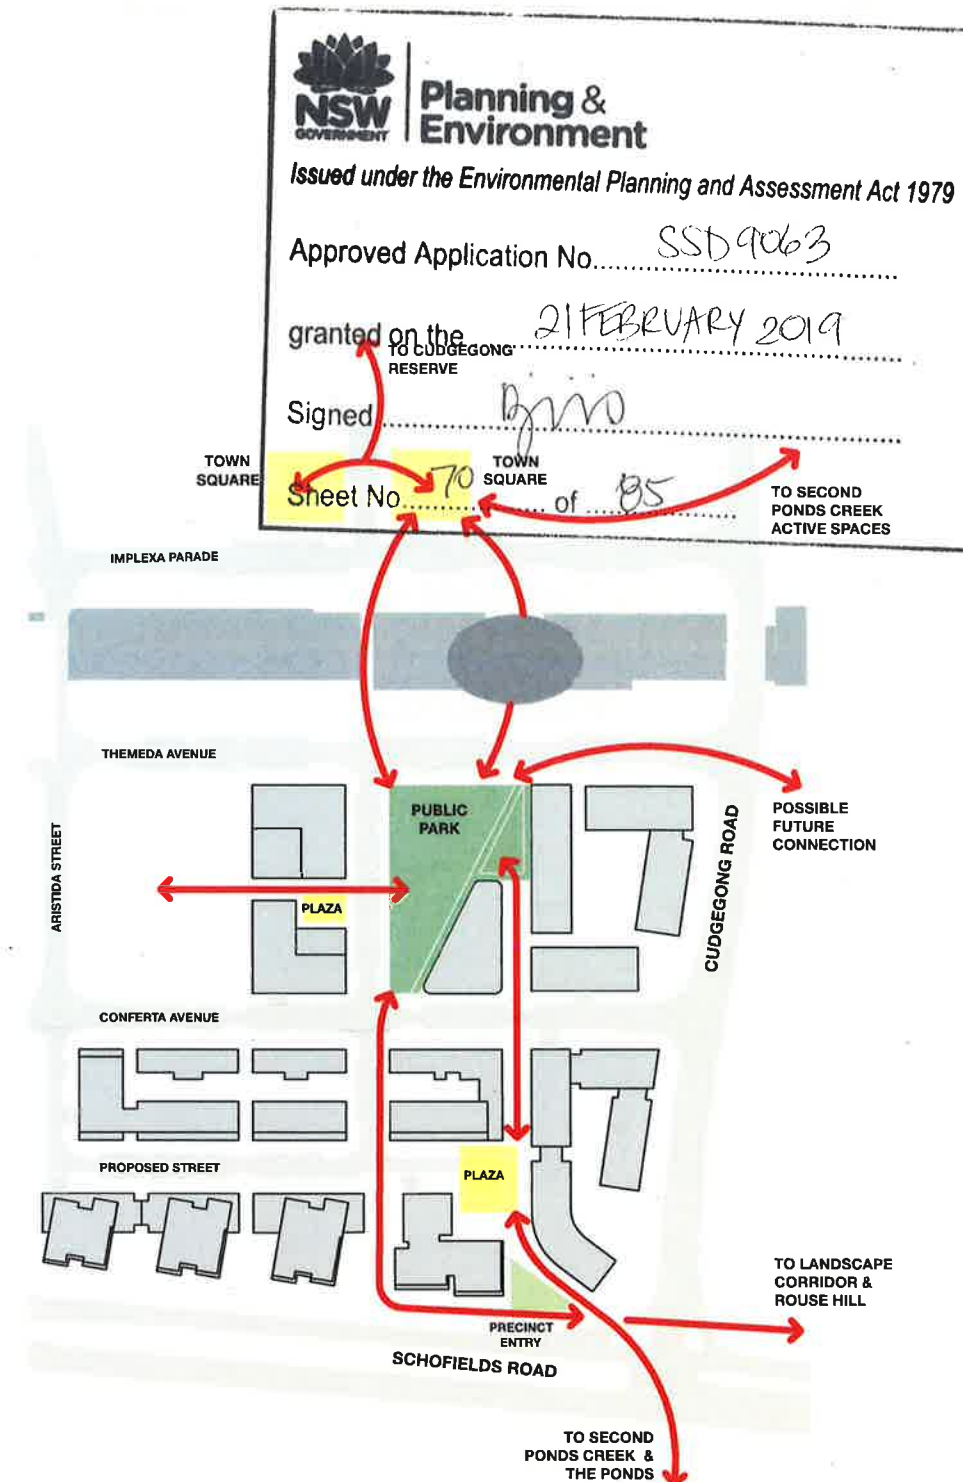 NSW
GOVERNMENT
Planning &
Environment
Issued under the Environmental Planning and Assessment Act 1979
Approved Application No. SSD 9063
granted on the 21 FEBRUARY 2019
TO CUDGEGONG
RESERVE
Signed
TOWN
SQUARE
TOWN
SQUARE
Sheet No. 70 of 85
TO SECOND
PONDS CREEK
ACTIVE SPACES
IMPLEXA PARADE
THEMEDA AVENUE
PUBLIC
PARK
POSSIBLE
FUTURE
CONNECTION
ARISTIDA STREET
CUDGEGONG ROAD
PLAZA
CONFERTA AVENUE
PROPOSED STREET
PLAZA
TO LANDSCAPE
CORRIDOR &
ROUSE HILL
PRECINCT
ENTRY
SCHOFIELDS ROAD
TO SECOND
PONDS CREEK &
THE PONDS